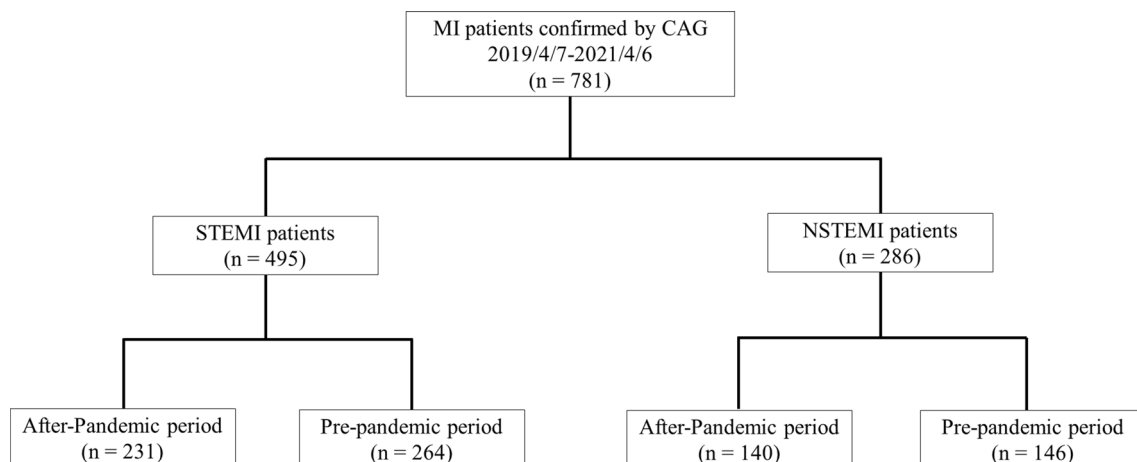 MI patients confirmed by CAG
2019/4/7-2021/4/6
(n = 781)
STEMI patients
(n = 495)
NSTEMI patients
(n = 286)
After-Pandemic period
(n = 231)
Pre-pandemic period
(n = 264)
After-Pandemic period
(n = 140)
Pre-pandemic period
(n = 146)